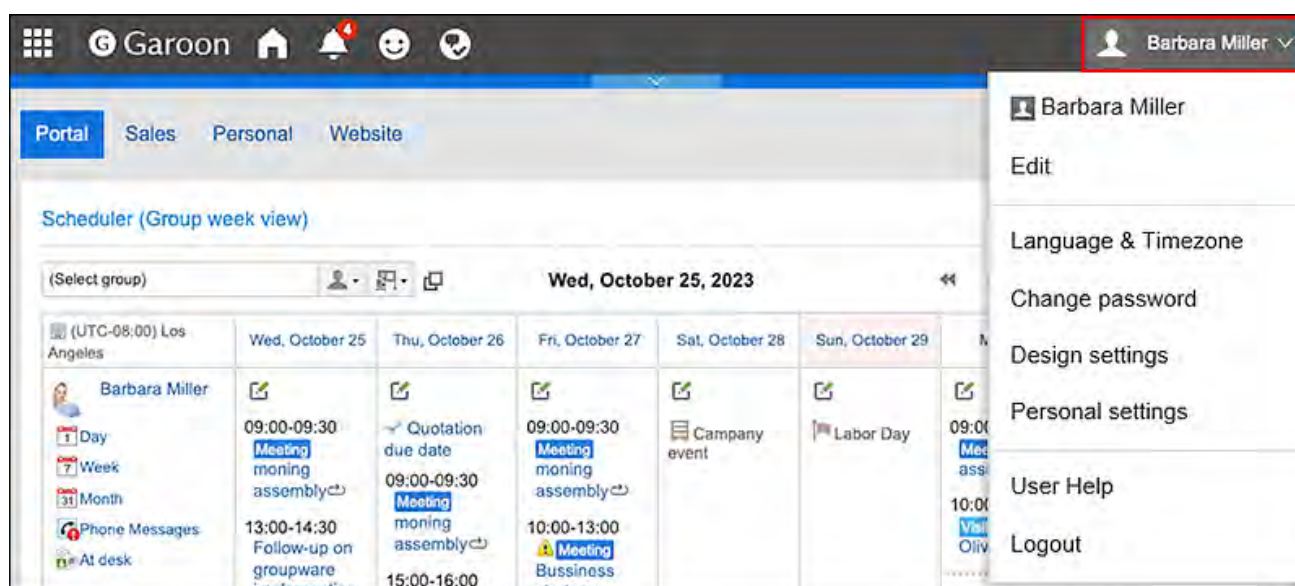 G Garoon 4 Barbara Miller
Barbara Miller
Edit
Language & Timezone
Change password
Design settings
Personal settings
User Help
Logout
Portal Sales Personal Website
Scheduler (Group week view)
(Select group) Wed, October 25, 2023
(UTC-08:00) Los
Angeles
Wed, October 25 Thu, October 26 Fri, October 27 Sat, October 28 Sun, October 29
Barbara Miller
1 Day
7 Week
31 Month
Phone Messages
At desk
09:00-09:30
Meeting
moning
assembly
13:00-14:30
Follow-up on
groupware
Quotation
due date
09:00-09:30
Meeting
moning
assembly
15:00-16:00
09:00-09:30
Meeting
moning
assembly
10:00-13:00
Meeting
Bussiness
Campany
event
Labor Day